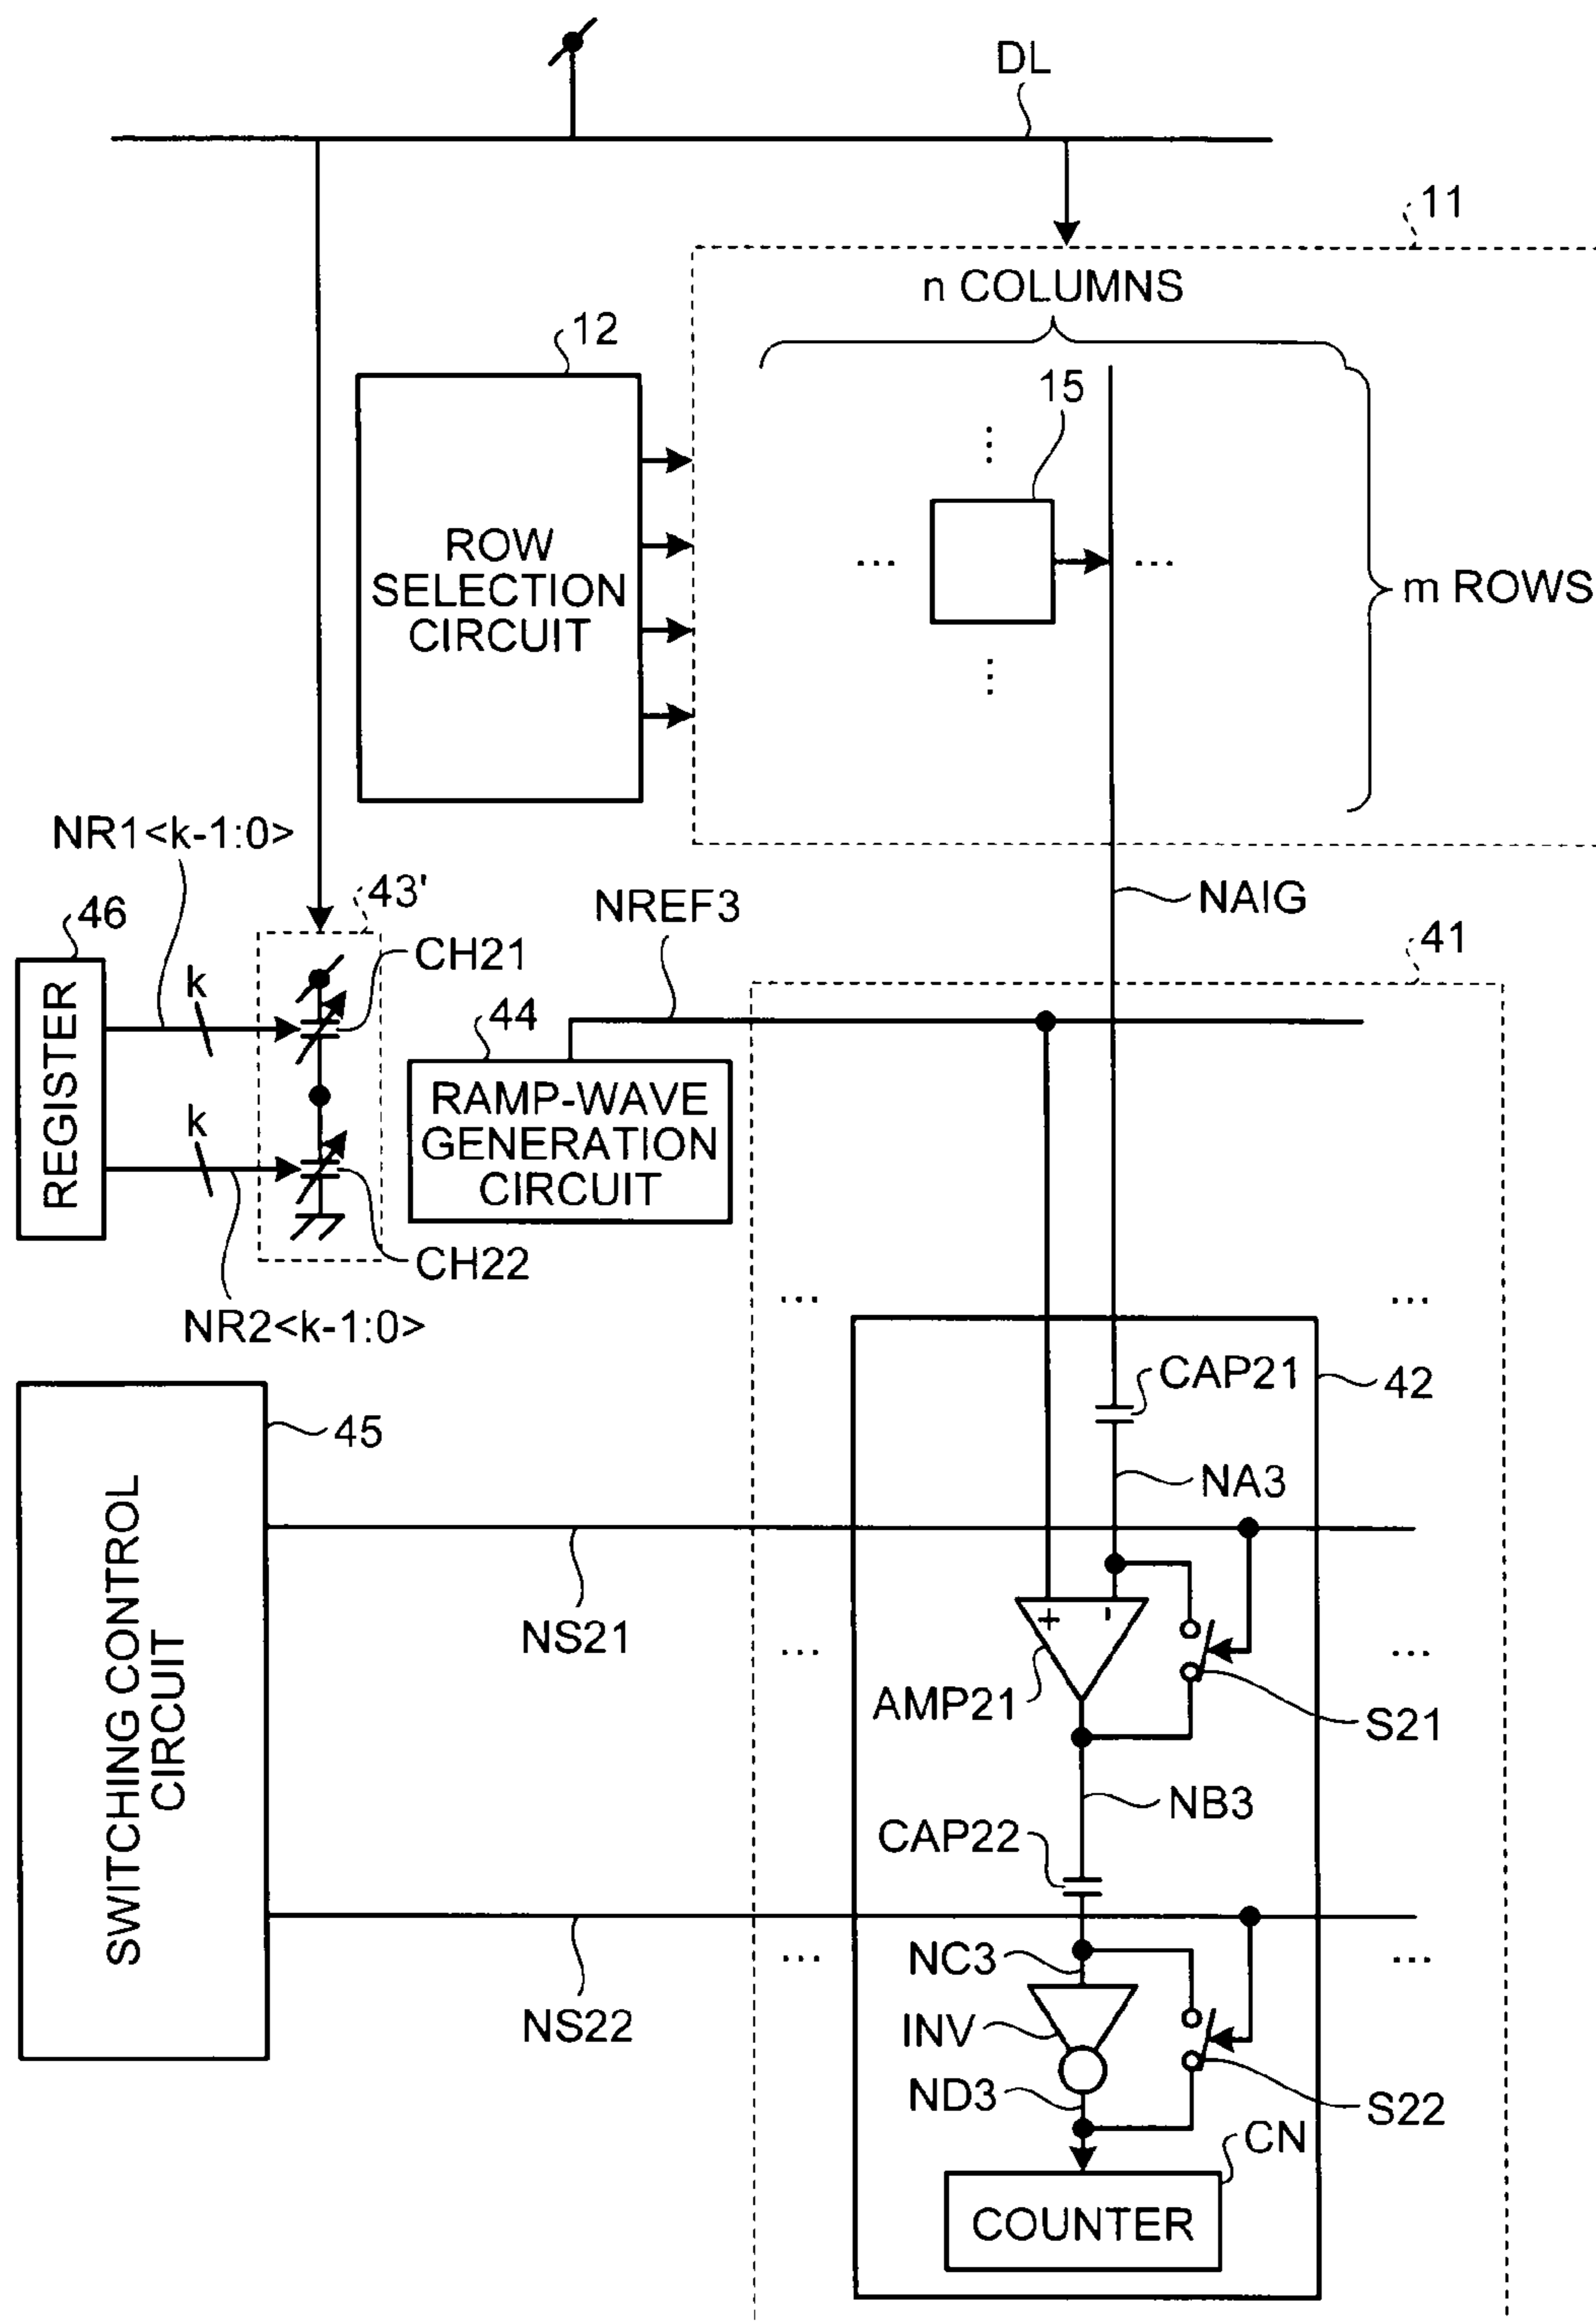 DL
11
n COLUMNS
12
15
ROW
SELECTION
CIRCUIT
m ROWS
NR1<k-1:0>
43'
NREF3
NAIG
46
CH21
41
k
44
REGISTER
RAMP-WAVE
GENERATION
CIRCUIT
k
CH22
NR2<k-1:0>
CAP21
42
45
NA3
SWITCHING CONTROL
CIRCUIT
NS21
+ -
AMP21
S21
NB3
CAP22
NC3
NS22
INV
ND3
S22
CN
COUNTER